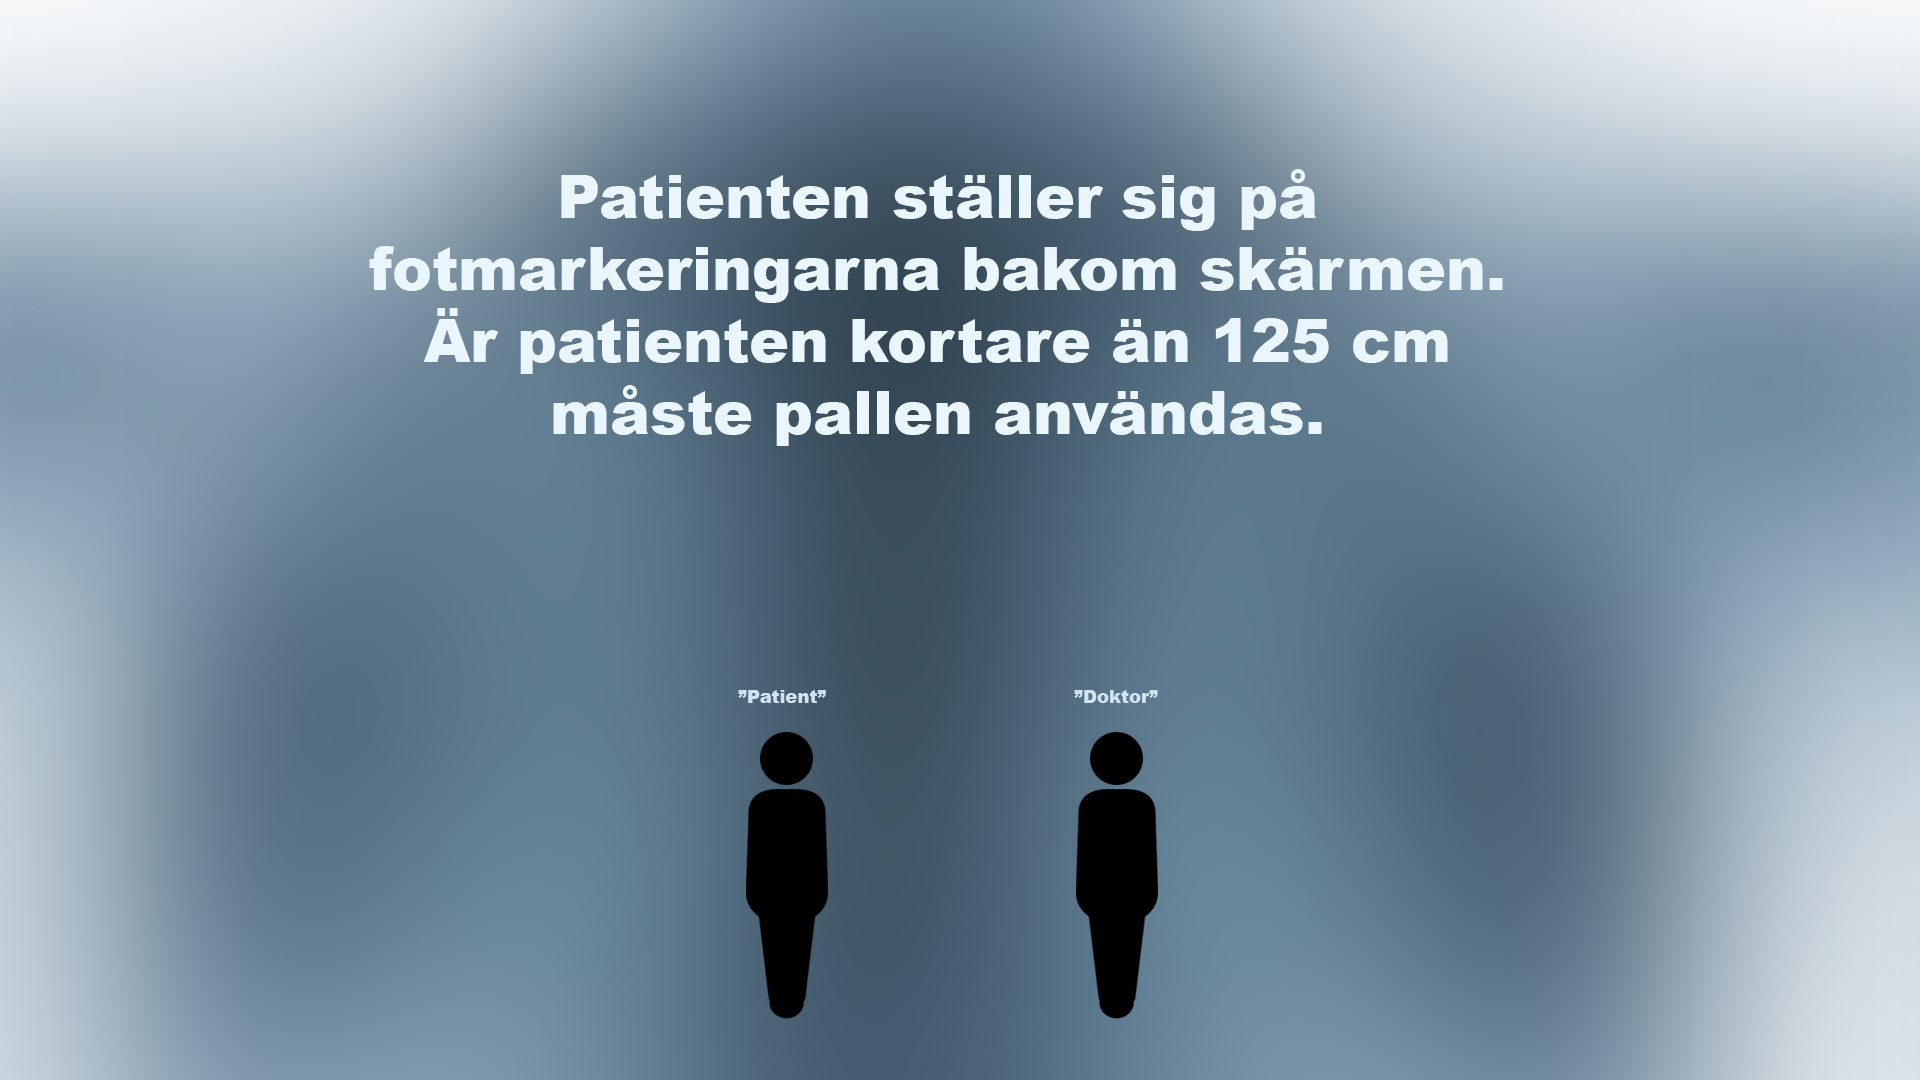 Patienten ställer sig på
fotmarkeringarna bakom skärmen.
Är patienten kortare än 125 cm
måste pallen användas.
”Patient”
”Doktor”